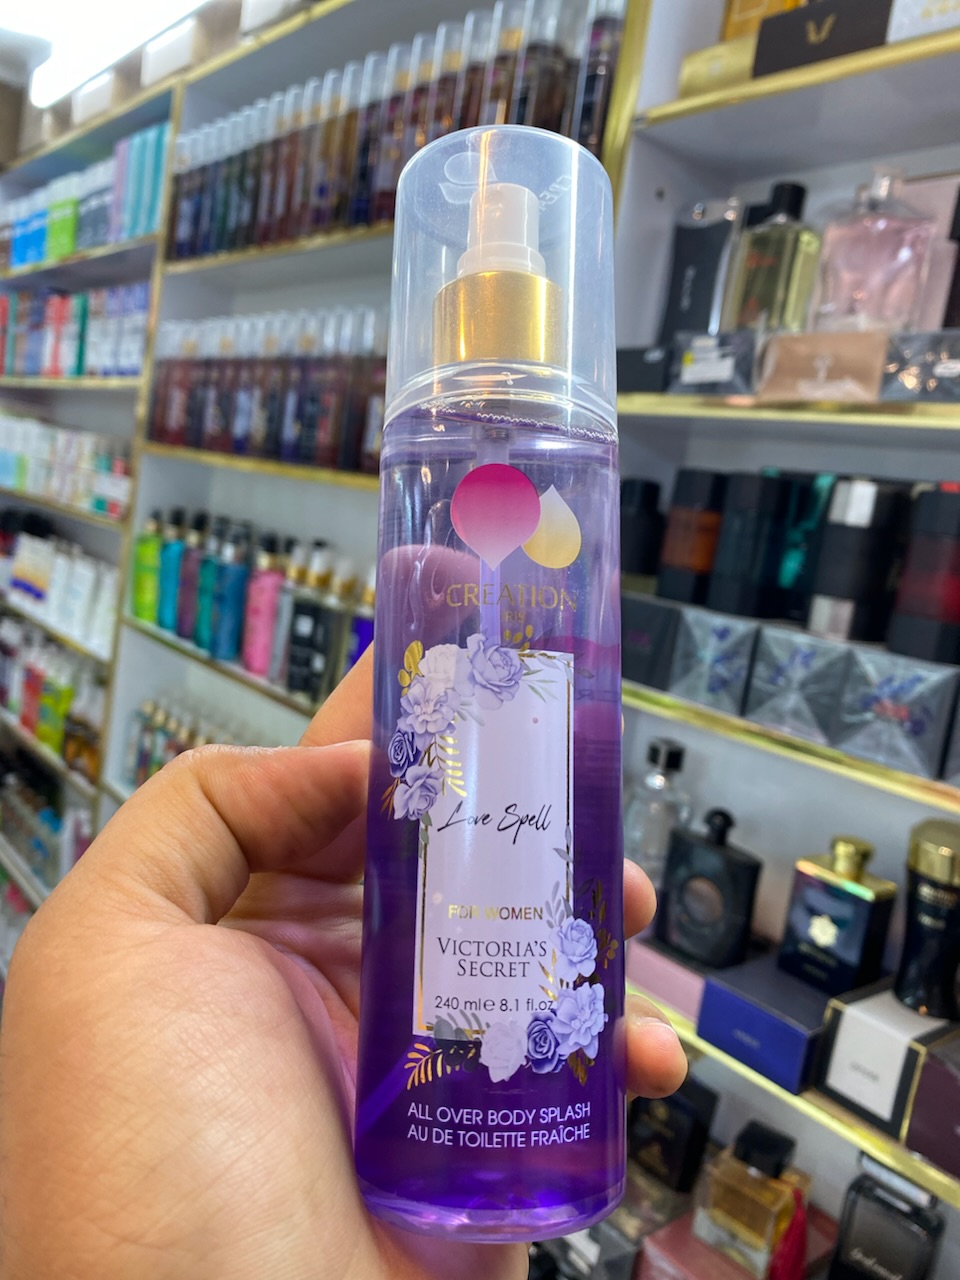 CREATION
RIS
Love Spell
FOR WOMEN
VICTORIA'S
SECRET
240 ml e 8.1 fl.oz
ALL OVER BODY SPLASH
AU DE TOILETTE FRAÎCHE